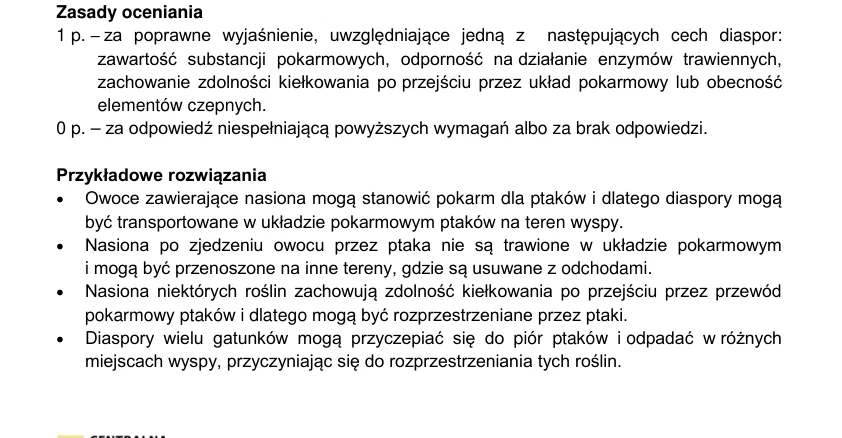 Zasady oceniania
1 p. – za poprawne wyjaśnienie, uwzględniające jedną z następujących cech diaspor:
zawartość substancji pokarmowych, odporność na działanie enzymów trawiennych,
zachowanie zdolności kiełkowania po przejściu przez układ pokarmowy lub obecność
elementów czepnych.
0 p. – za odpowiedź niespełniającą powyższych wymagań albo za brak odpowiedzi.
Przykładowe rozwiązania
• Owoce zawierające nasiona mogą stanowić pokarm dla ptaków i dlatego diaspory mogą
być transportowane w układzie pokarmowym ptaków na teren wyspy.
• Nasiona po zjedzeniu owocu przez ptaka nie są trawione w układzie pokarmowym
i mogą być przenoszone na inne tereny, gdzie są usuwane z odchodami.
• Nasiona niektórych roślin zachowują zdolność kiełkowania po przejściu przez przewód
pokarmowy ptaków i dlatego mogą być rozprzestrzeniane przez ptaki.
• Diaspory wielu gatunków mogą przyczepiać się do piór ptaków i odpadać w różnych
miejscach wyspy, przyczyniając się do rozprzestrzeniania tych roślin.
CENTRALNA